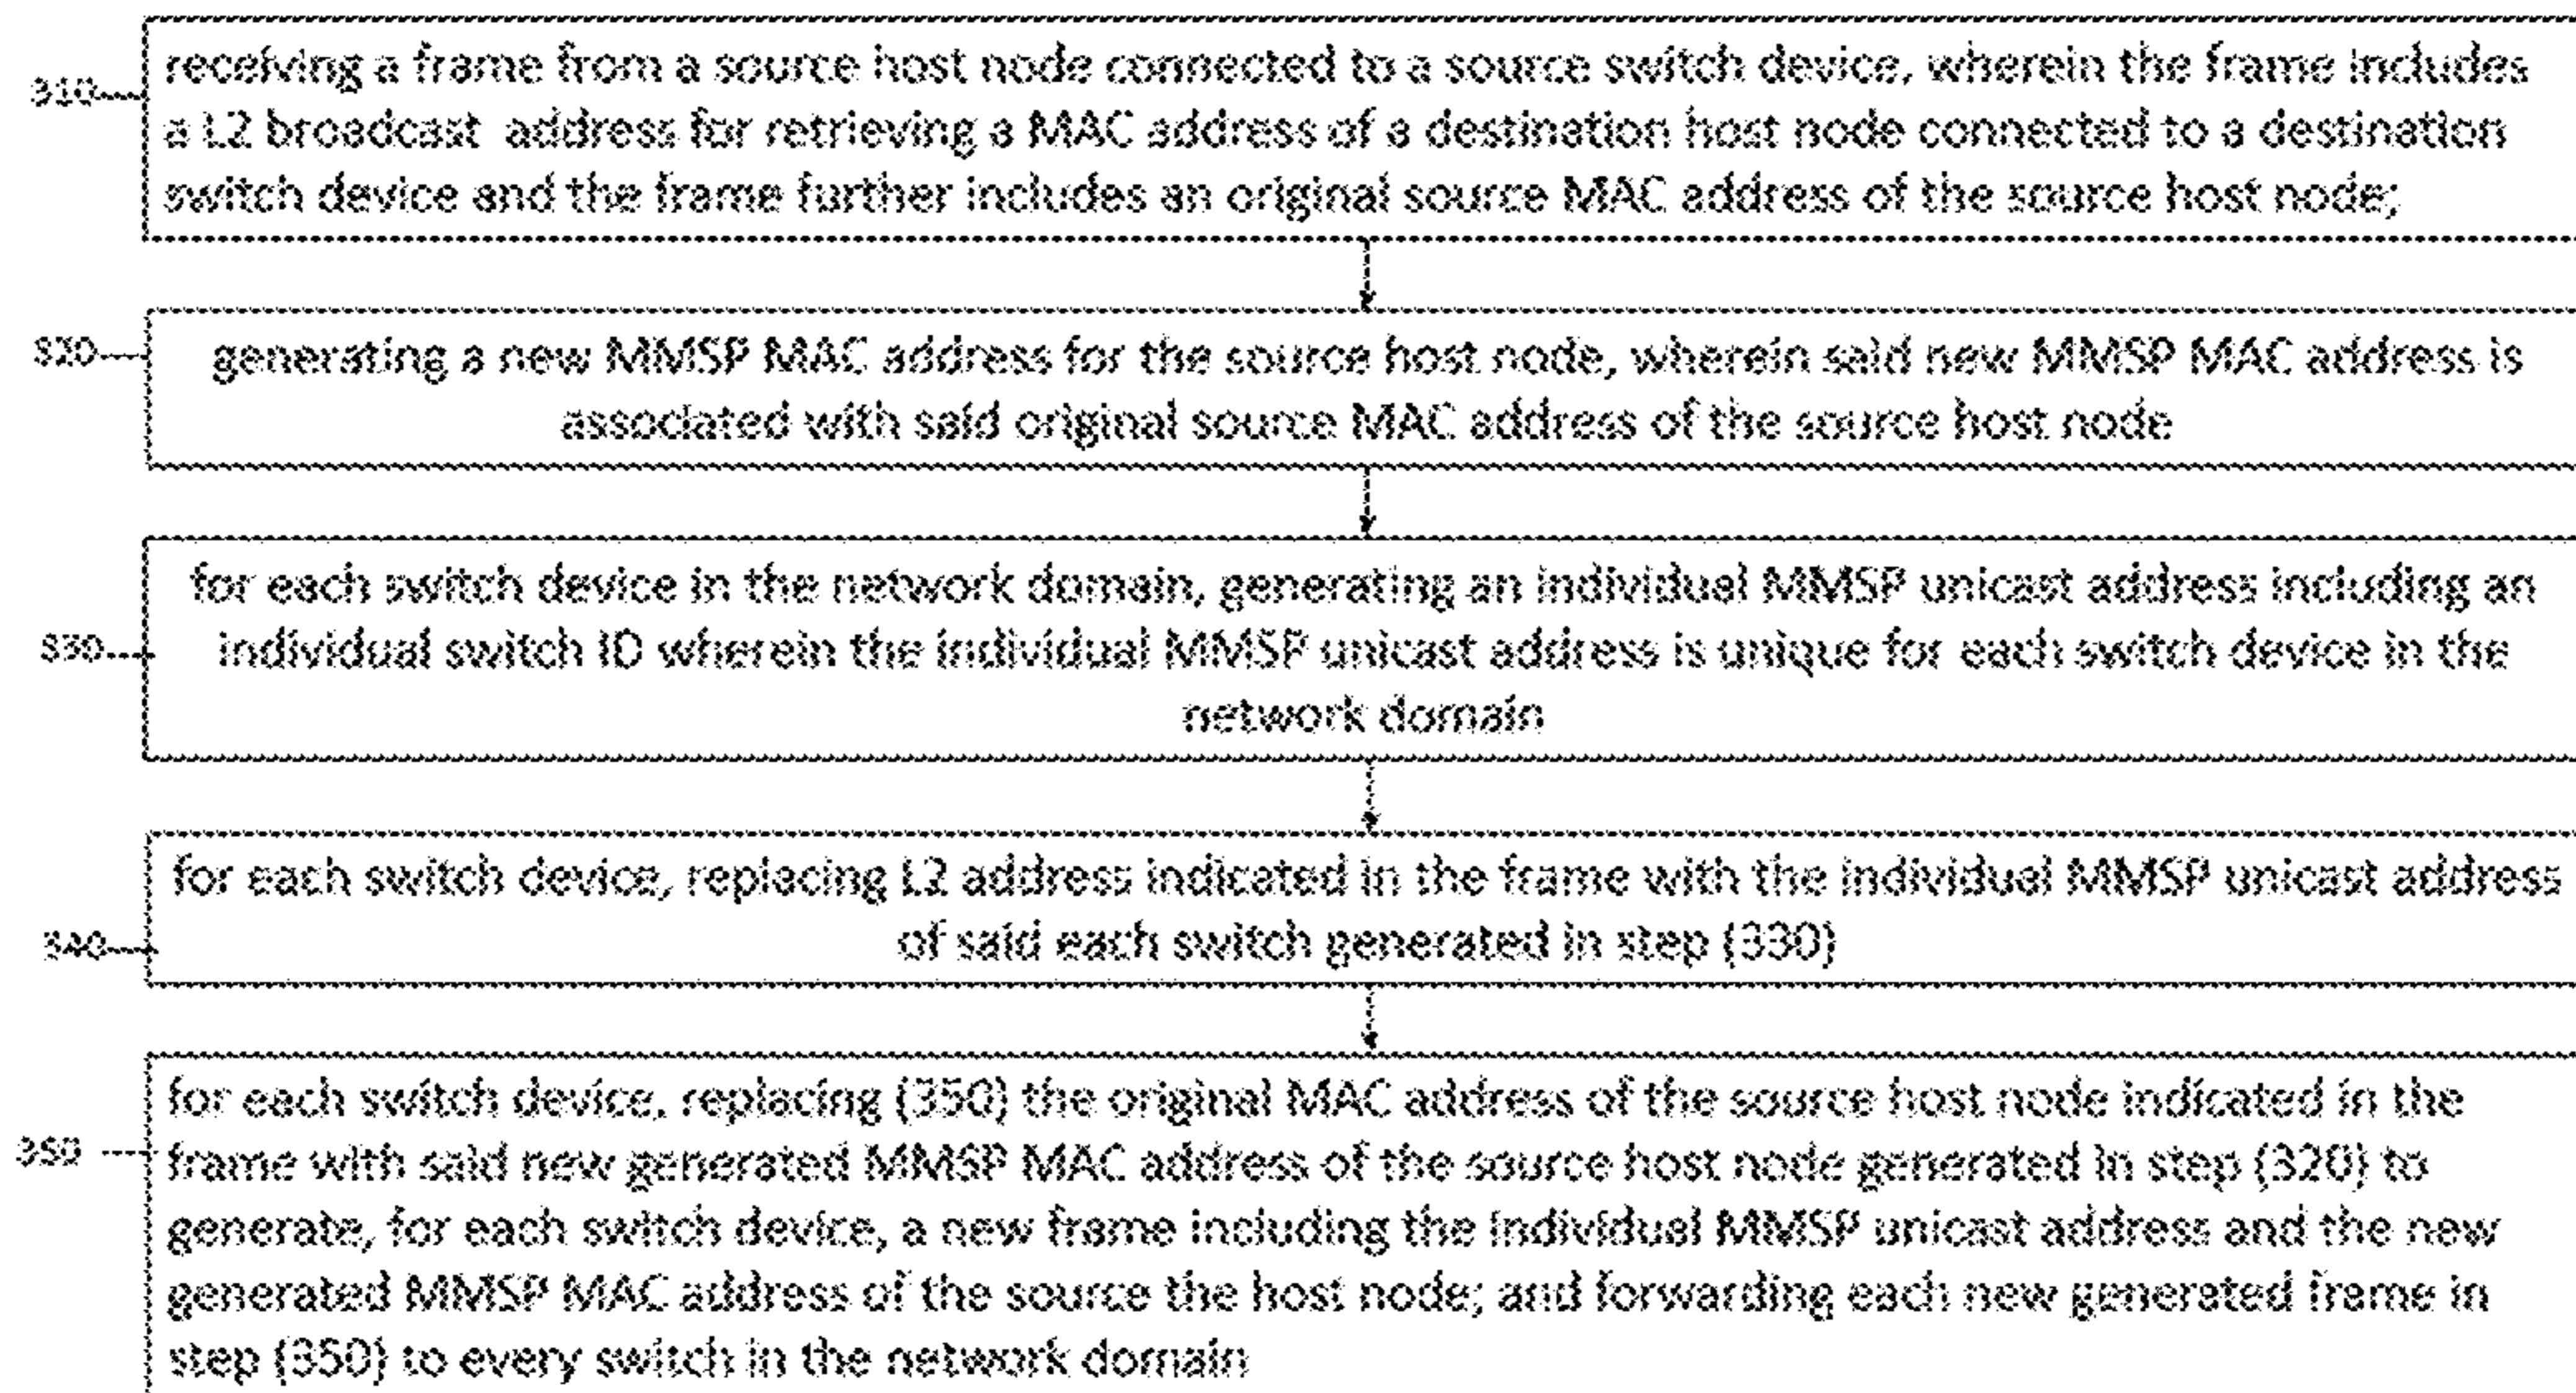 310
receiving a frame from a source host node connected to a source switch device, wherein the frame includes
a L2 broadcast address for retrieving a MAC address of a destination host node connected to a destination
switch device and the frame further includes an original source MAC address of the source host node;
320
generating a new MMSP MAC address for the source host node, wherein said new MMSP MAC address is
associated with said original source MAC address of the source host node
330
for each switch device in the network domain, generating an individual MMSP unicast address including an
individual switch ID wherein the individual MMSP unicast address is unique for each switch device in the
network domain
340
for each switch device, replacing L2 address indicated in the frame with the individual MMSP unicast address
of said each switch generated in step (330)
350
for each switch device, replacing (350) the original MAC address of the source host node indicated in the
frame with said new generated MMSP MAC address of the source host node generated in step (320) to
generate, for each switch device, a new frame including the individual MMSP unicast address and the new
generated MMSP MAC address of the source the host node; and forwarding each new generated frame in
step (350) to every switch in the network domain